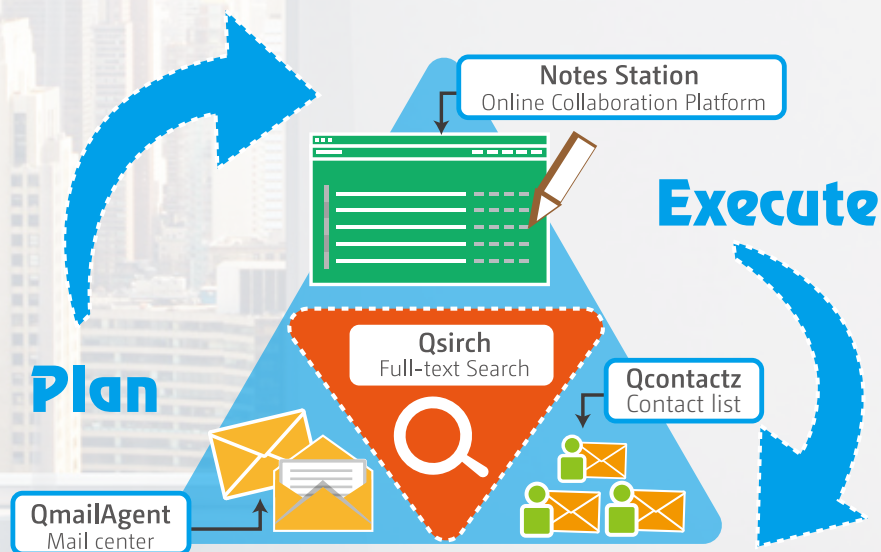 Notes Station
Online Collaboration Platform
Execute
Qsirch
Full-text Search
Qcontactz
Contact list
Plan
QmailAgent
Mail center